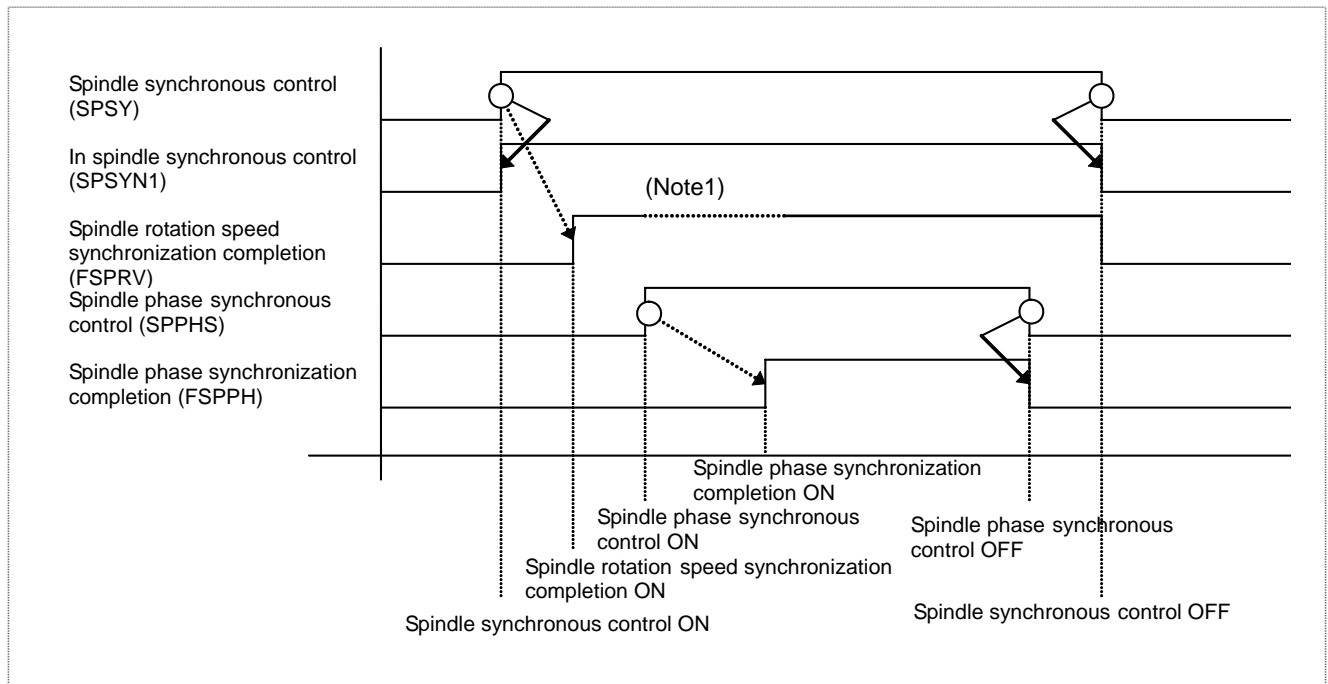 Spindle synchronous control
(SPSY)
In spindle synchronous control
(SPSYN1)
(Note1)
Spindle rotation speed
synchronization completion
(FSPRV)
Spindle phase synchronous
control (SPPHS)
Spindle phase synchronization
completion (FSPPH)
Spindle phase synchronization
completion ON
Spindle phase synchronous
control ON
Spindle phase synchronous
control OFF
Spindle rotation speed synchronization
completion ON
Spindle synchronous control OFF
Spindle synchronous control ON